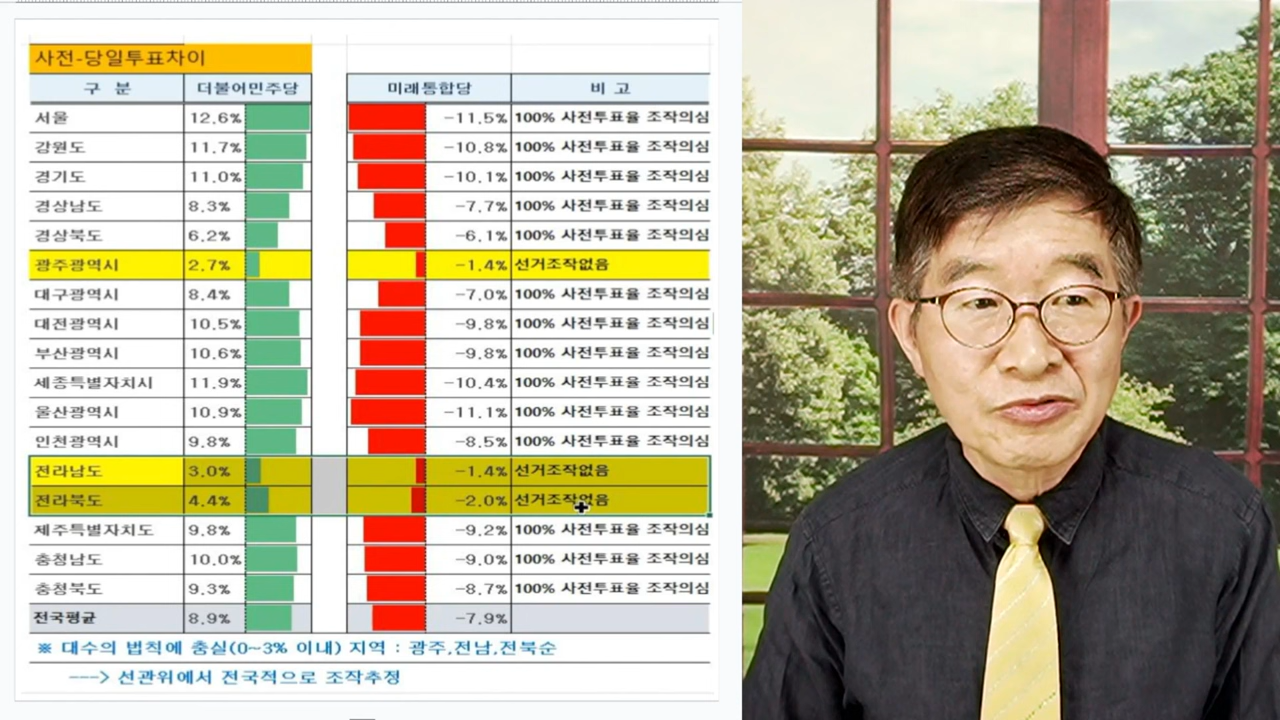 사전-당일투표차이
구 분 더불어민주당 미래통합당 비 고
서울 12.6% -11.5% 100% 사전투표율 조작의심
강원도 11.7% -10.8% 100% 사전투표율 조작의심
경기도 11.0% -10.1% 100% 사전투표율 조작의심
경상남도 8.3% -7.7% 100% 사전투표율 조작의심
경상북도 6.2% -6.1% 100% 사전투표율 조작의심
광주광역시 2.7% -1.4% 선거조작없음
대구광역시 8.4% -7.0% 100% 사전투표율 조작의심
대전광역시 10.5% -9.8% 100% 사전투표율 조작의심
부산광역시 10.6% -9.8% 100% 사전투표율 조작의심
세종특별자치시 11.9% -10.4% 100% 사전투표율 조작의심
울산광역시 10.9% -11.1% 100% 사전투표율 조작의심
인천광역시 9.8% -8.5% 100% 사전투표율 조작의심
전라남도 3.0% -1.4% 선거조작없음
전라북도 4.4% -2.0% 선거조작없음
제주특별자치도 9.8% -9.2% 100% 사전투표율 조작의심
충청남도 10.0% -9.0% 100% 사전투표율 조작의심
충청북도 9.3% -8.7% 100% 사전투표율 조작의심
전국평균 8.9% -7.9%
※ 대수의 법칙에 충실(0~3% 이내) 지역 : 광주,전남,전북순
---> 선관위에서 전국적으로 조작추정